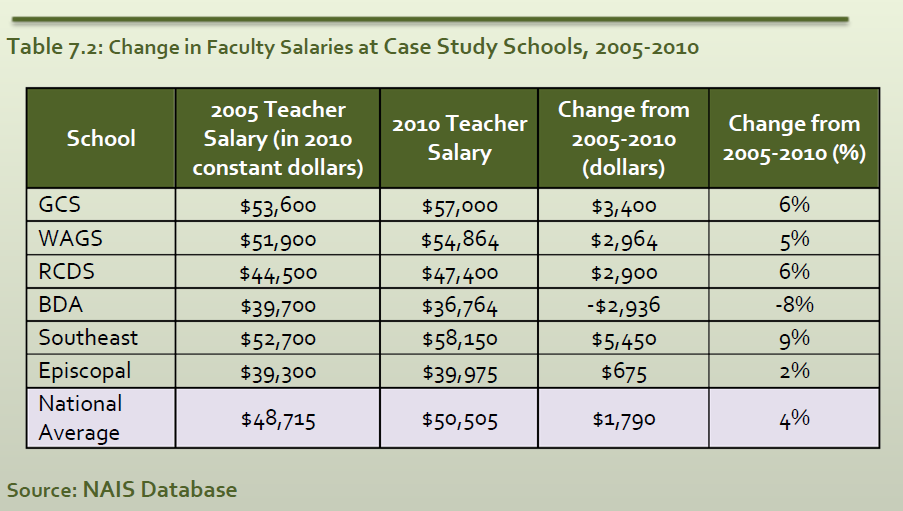 Table 7.2: Change in Faculty Salaries at Case Study Schools, 2005-2010
School
2005 Teacher
Salary (in 2010
constant dollars)
2010 Teacher
Salary
Change from
2005-2010
(dollars)
Change from
2005-2010 (%)
GCS $53,600 $57,000 $3,400 6%
WAGS $51,900 $54,864 $2,964 5%
RCDS $44,500 $47,400 $2,900 6%
BDA $39,700 $36,764 -$2,936 -8%
Southeast $52,700 $58,150 $5,450 9%
Episcopal $39,300 $39,975 $675 2%
National
Average $48,715 $50,505 $1,790 4%
Source: NAIS Database